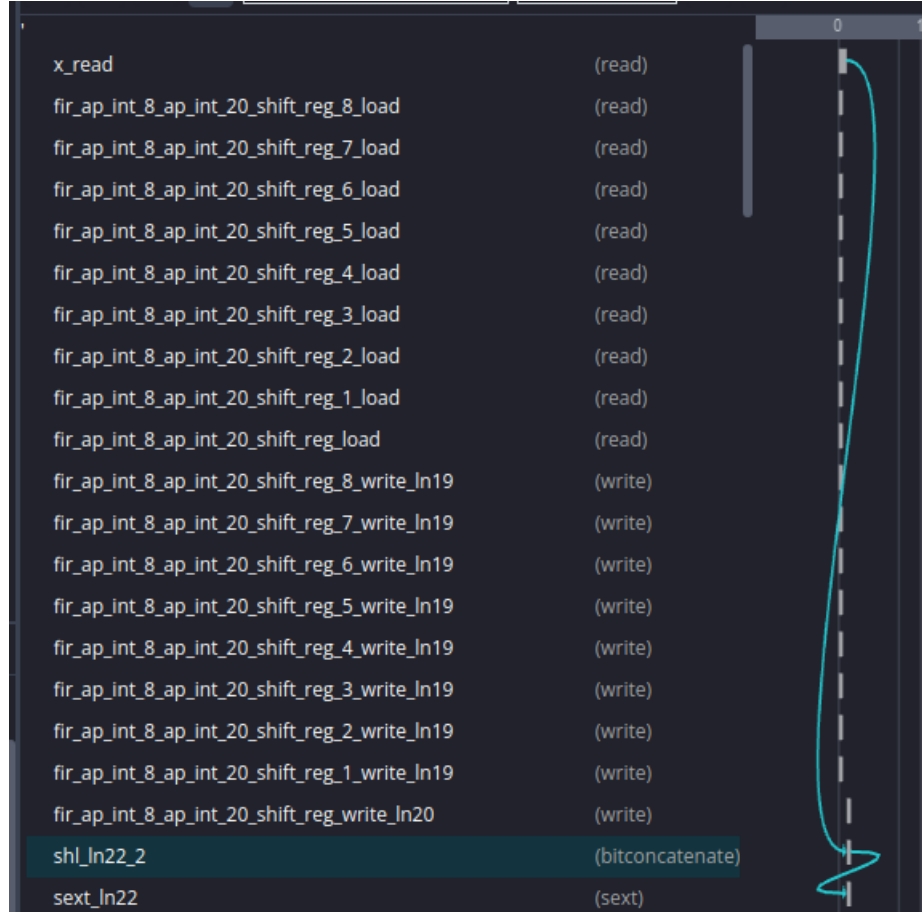 0 1
x_read (read)
fir_ap_int_8_ap_int_20_shift_reg_8_load (read)
fir_ap_int_8_ap_int_20_shift_reg_7_load (read)
fir_ap_int_8_ap_int_20_shift_reg_6_load (read)
fir_ap_int_8_ap_int_20_shift_reg_5_load (read)
fir_ap_int_8_ap_int_20_shift_reg_4_load (read)
fir_ap_int_8_ap_int_20_shift_reg_3_load (read)
fir_ap_int_8_ap_int_20_shift_reg_2_load (read)
fir_ap_int_8_ap_int_20_shift_reg_1_load (read)
fir_ap_int_8_ap_int_20_shift_reg_load (read)
fir_ap_int_8_ap_int_20_shift_reg_8_write_ln19 (write)
fir_ap_int_8_ap_int_20_shift_reg_7_write_ln19 (write)
fir_ap_int_8_ap_int_20_shift_reg_6_write_ln19 (write)
fir_ap_int_8_ap_int_20_shift_reg_5_write_ln19 (write)
fir_ap_int_8_ap_int_20_shift_reg_4_write_ln19 (write)
fir_ap_int_8_ap_int_20_shift_reg_3_write_ln19 (write)
fir_ap_int_8_ap_int_20_shift_reg_2_write_ln19 (write)
fir_ap_int_8_ap_int_20_shift_reg_1_write_ln19 (write)
fir_ap_int_8_ap_int_20_shift_reg_write_ln20 (write)
shl_ln22_2 (bitconcatenate)
sext_ln22 (sext)